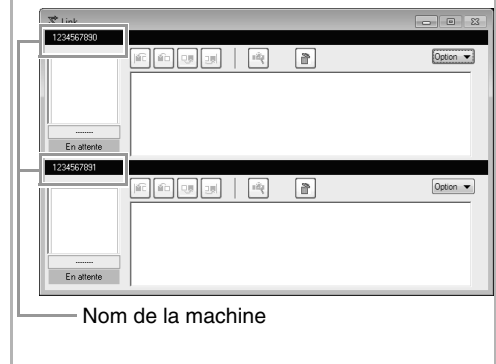 Link
1234567890
Option
--------
En attente
1234567891
Option
--------
En attente
Nom de la machine